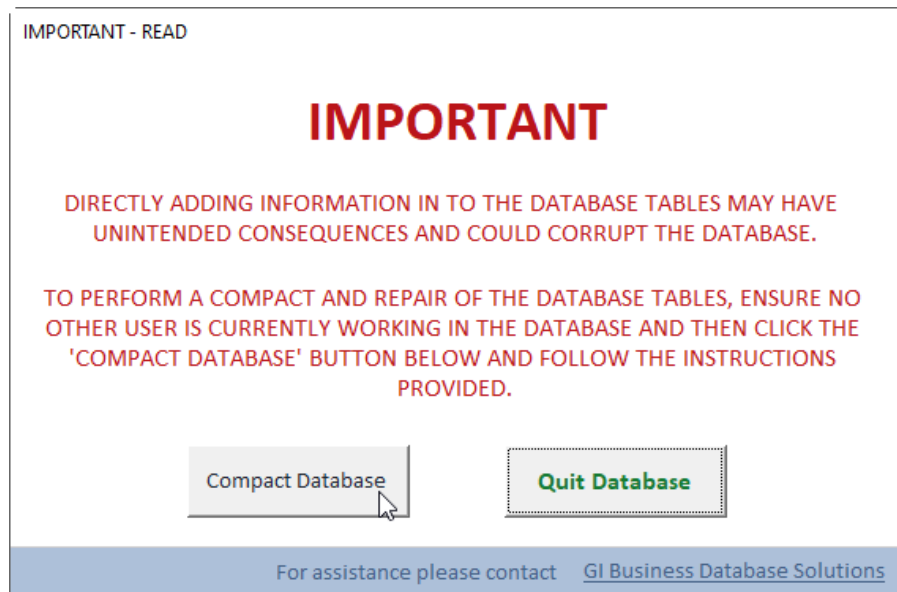 IMPORTANT - READ
IMPORTANT
DIRECTLY ADDING INFORMATION IN TO THE DATABASE TABLES MAY HAVE
UNINTENDED CONSEQUENCES AND COULD CORRUPT THE DATABASE.
TO PERFORM A COMPACT AND REPAIR OF THE DATABASE TABLES, ENSURE NO
OTHER USER IS CURRENTLY WORKING IN THE DATABASE AND THEN CLICK THE
'COMPACT DATABASE' BUTTON BELOW AND FOLLOW THE INSTRUCTIONS
PROVIDED.
Compact Database
Quit Database
For assistance please contact GI Business Database Solutions